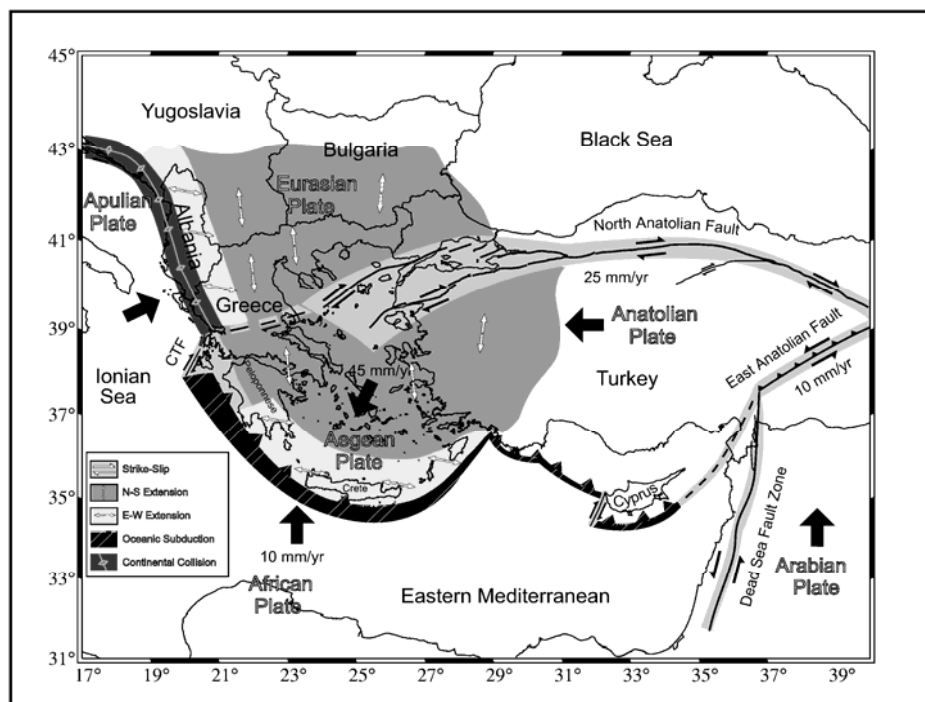 45°
43°
41°
39°
37°
35°
33°
31°
17°
19°
21°
23°
25°
27°
29°
31°
33°
35°
37°
39°
Yugoslavia
Bulgaria
Black Sea
Eurasian
Plate
Apulian
Plate
Albania
North Anatolian Fault
25 mm/yr
Greece
Anatolian
Plate
East Anatolian Fault
10 mm/yr
CTF
Ionian
Sea
Peloponnese
45 mm/yr
Turkey
Aegean
Plate
Crete
Cyprus
Dead Sea Fault Zone
10 mm/yr
African
Plate
Eastern Mediterranean
Arabian
Plate
Strike-Slip
N-S Extension
E-W Extension
Oceanic Subduction
Continental Collision